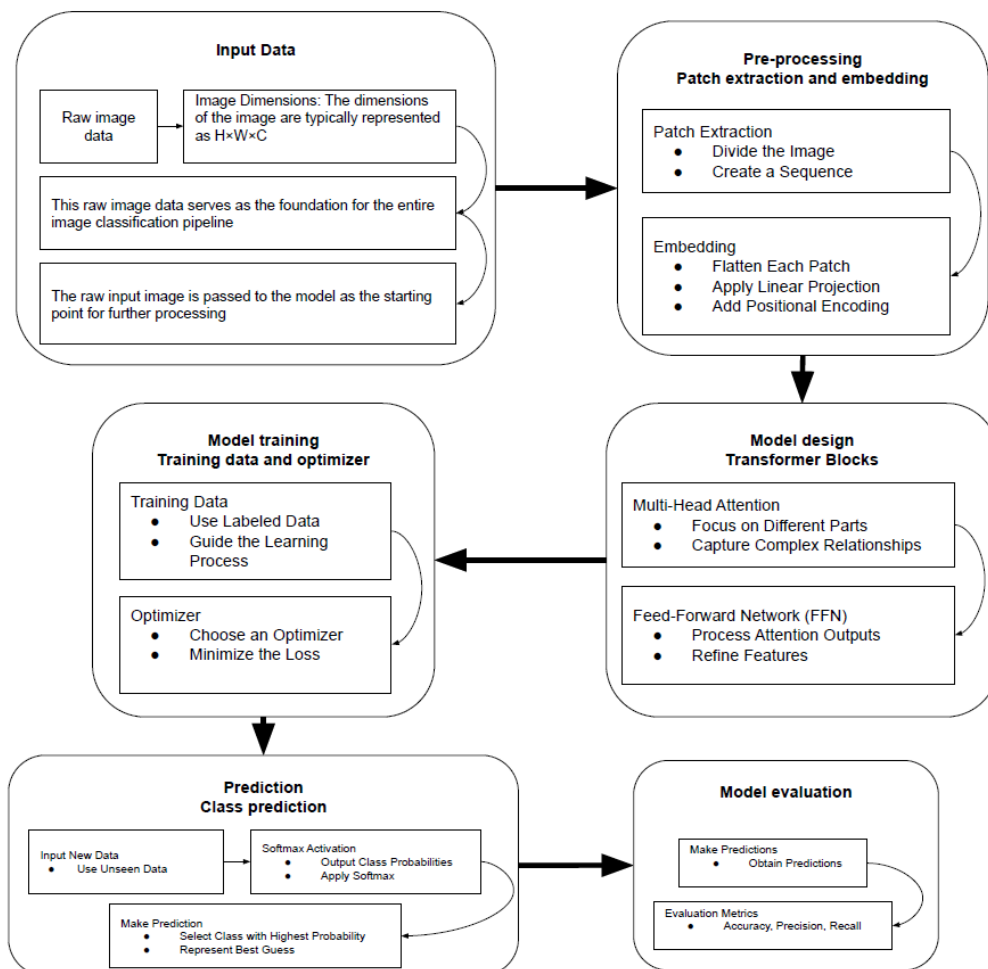 Input Data
Raw image
data
Image Dimensions: The dimensions
of the image are typically represented
as H×W×C
This raw image data serves as the foundation for the entire
image classification pipeline
The raw input image is passed to the model as the starting
point for further processing
Pre-processing
Patch extraction and embedding
Patch Extraction
● Divide the Image
● Create a Sequence
Embedding
● Flatten Each Patch
● Apply Linear Projection
● Add Positional Encoding
Model design
Transformer Blocks
Multi-Head Attention
● Focus on Different Parts
● Capture Complex Relationships
Feed-Forward Network (FFN)
● Process Attention Outputs
● Refine Features
Model training
Training data and optimizer
Training Data
● Use Labeled Data
● Guide the Learning
Process
Optimizer
● Choose an Optimizer
● Minimize the Loss
Prediction
Class prediction
Input New Data
● Use Unseen Data
Softmax Activation
● Output Class Probabilities
● Apply Softmax
Make Prediction
● Select Class with Highest Probability
● Represent Best Guess
Model evaluation
Make Predictions
● Obtain Predictions
Evaluation Metrics
● Accuracy, Precision, Recall